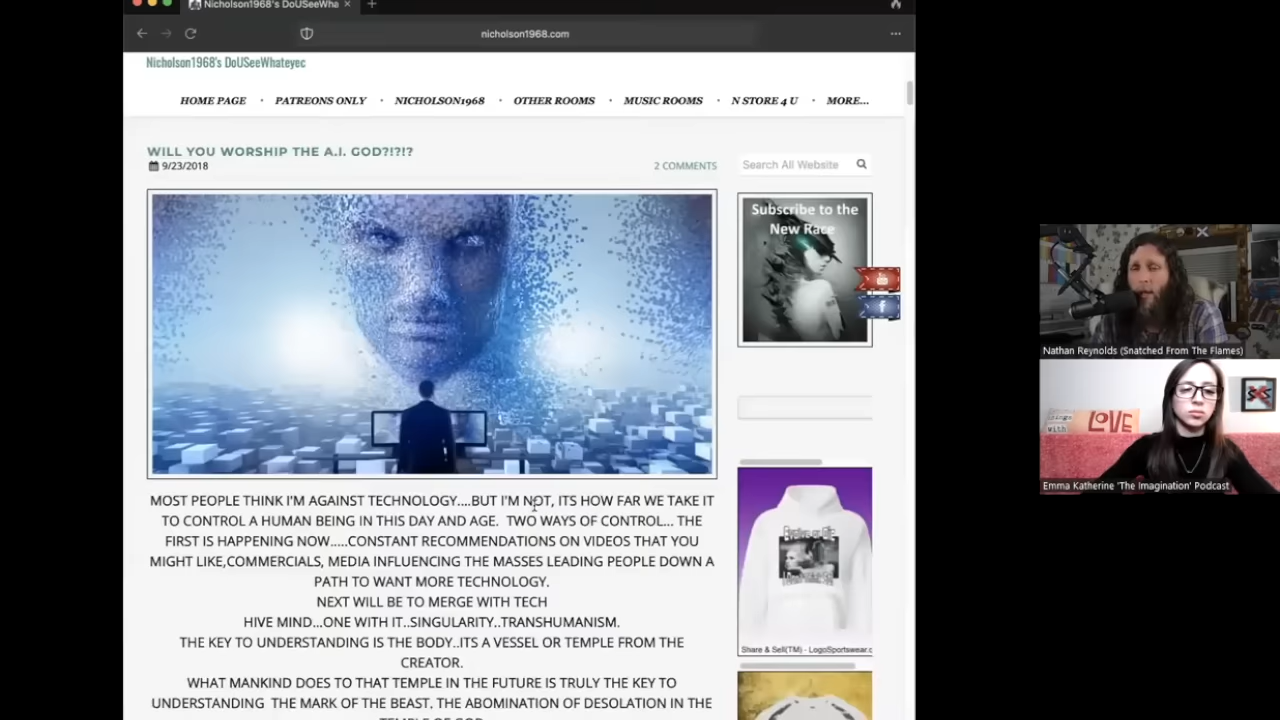 Nicholson1968's DoUSeeWha
nicholson1968.com
Nicholson1968's DoUSeeWhateyec
HOME PAGE · PATREONS ONLY · NICHOLSON1968 · OTHER ROOMS · MUSIC ROOMS · N STORE 4 U · MORE...
WILL YOU WORSHIP THE A.I. GOD?!?!?
9/23/2018
2 COMMENTS
MOST PEOPLE THINK I'M AGAINST TECHNOLOGY....BUT I'M NOT, ITS HOW FAR WE TAKE IT
TO CONTROL A HUMAN BEING IN THIS DAY AND AGE. TWO WAYS OF CONTROL... THE
FIRST IS HAPPENING NOW.....CONSTANT RECOMMENDATIONS ON VIDEOS THAT YOU
MIGHT LIKE,COMMERCIALS, MEDIA INFLUENCING THE MASSES LEADING PEOPLE DOWN A
PATH TO WANT MORE TECHNOLOGY.
NEXT WILL BE TO MERGE WITH TECH
HIVE MIND...ONE WITH IT..SINGULARITY..TRANSHUMANISM.
THE KEY TO UNDERSTANDING IS THE BODY..ITS A VESSEL OR TEMPLE FROM THE
CREATOR.
WHAT MANKIND DOES TO THAT TEMPLE IN THE FUTURE IS TRULY THE KEY TO
UNDERSTANDING THE MARK OF THE BEAST. THE ABOMINATION OF DESOLATION IN THE
TEMPLE OF GOD
Search All Website
Subscribe to the
New Race
Share & Sell(TM) - LogoSportswear.c
Nathan Reynolds (Snatched From The Flames)
LOVE
Emma Katherine 'The Imagination' Podcast